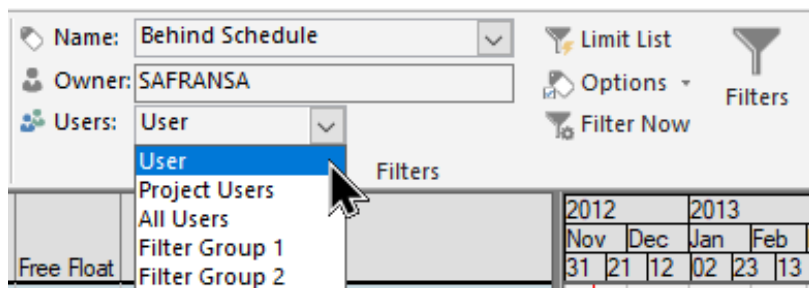 Name: Behind Schedule
Owner: SAFRANSA
Users: User
Limit List
Options
Filter Now
Filters
User
Project Users
All Users
Filter Group 1
Filter Group 2
Filters
Free Float
2012 2013
Nov Dec Jan Feb
31 21 12 02 23 13